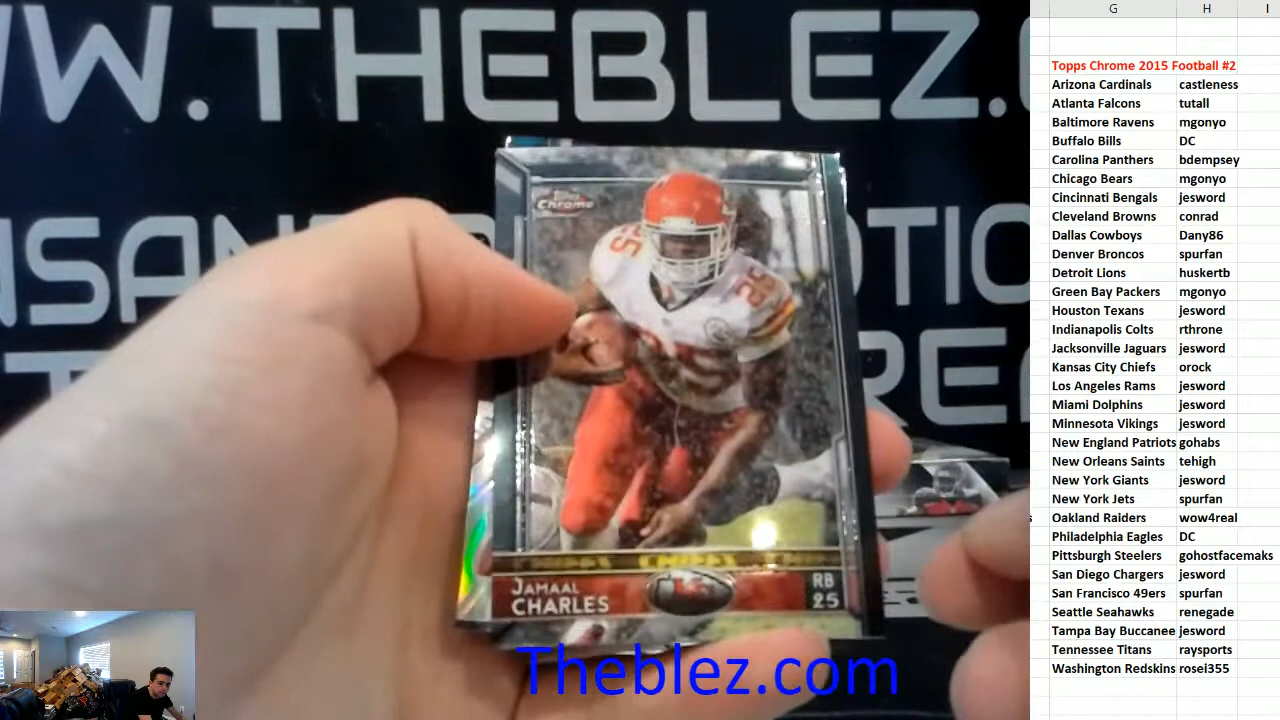 W.THEBLEZ.
Topps
Chrome
25
25
CHIEFS
JAMAAL
CHARLES
RB
25
Theblez.com
G H I
Topps Chrome 2015 Football #2
Arizona Cardinals castleness
Atlanta Falcons tutall
Baltimore Ravens mgonyo
Buffalo Bills DC
Carolina Panthers bdempsey
Chicago Bears mgonyo
Cincinnati Bengals jesword
Cleveland Browns conrad
Dallas Cowboys Dany86
Denver Broncos spurfan
Detroit Lions huskertb
Green Bay Packers mgonyo
Houston Texans jesword
Indianapolis Colts rthrone
Jacksonville Jaguars jesword
Kansas City Chiefs orock
Los Angeles Rams jesword
Miami Dolphins jesword
Minnesota Vikings jesword
New England Patriots gohabs
New Orleans Saints tehigh
New York Giants jesword
New York Jets spurfan
Oakland Raiders wow4real
Philadelphia Eagles DC
Pittsburgh Steelers gohostfacemaks
San Diego Chargers jesword
San Francisco 49ers spurfan
Seattle Seahawks renegade
Tampa Bay Buccanee jesword
Tennessee Titans raysports
Washington Redskins rosei355